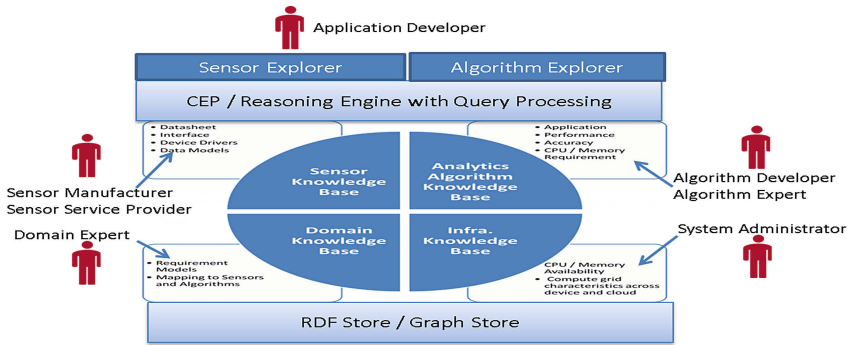 Application Developer
Sensor Explorer
Algorithm Explorer
CEP / Reasoning Engine with Query Processing
• Datasheet
• Interface
• Device Drivers
• Data Models
• Application
• Performance
• Accuracy
• CPU / Memory
Requirement
Sensor
Knowledge
Base
Analytics
Algorithm
Knowledge
Base
Sensor Manufacturer
Sensor Service Provider
Algorithm Developer
Algorithm Expert
Domain Expert
System Administrator
Domain
Knowledge
Base
Infra.
Knowledge
Base
• Requirement
Models
• Mapping to Sensors
and Algorithms
CPU / Memory
Availability
• Compute grid
characteristics across
device and cloud
RDF Store / Graph Store